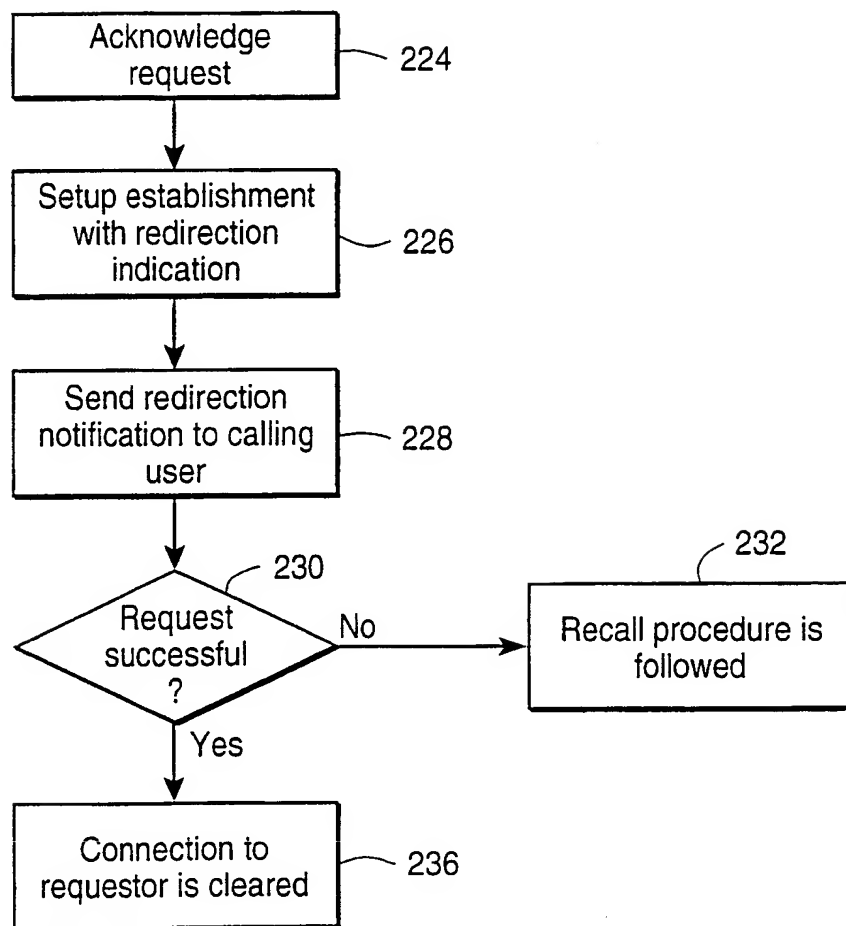 Acknowledge
request
224
Setup establishment
with redirection
indication
226
Send redirection
notification to calling
user
228
230
Request
successful
?
No
Yes
232
Recall procedure is
followed
Connection to
requestor is cleared
236